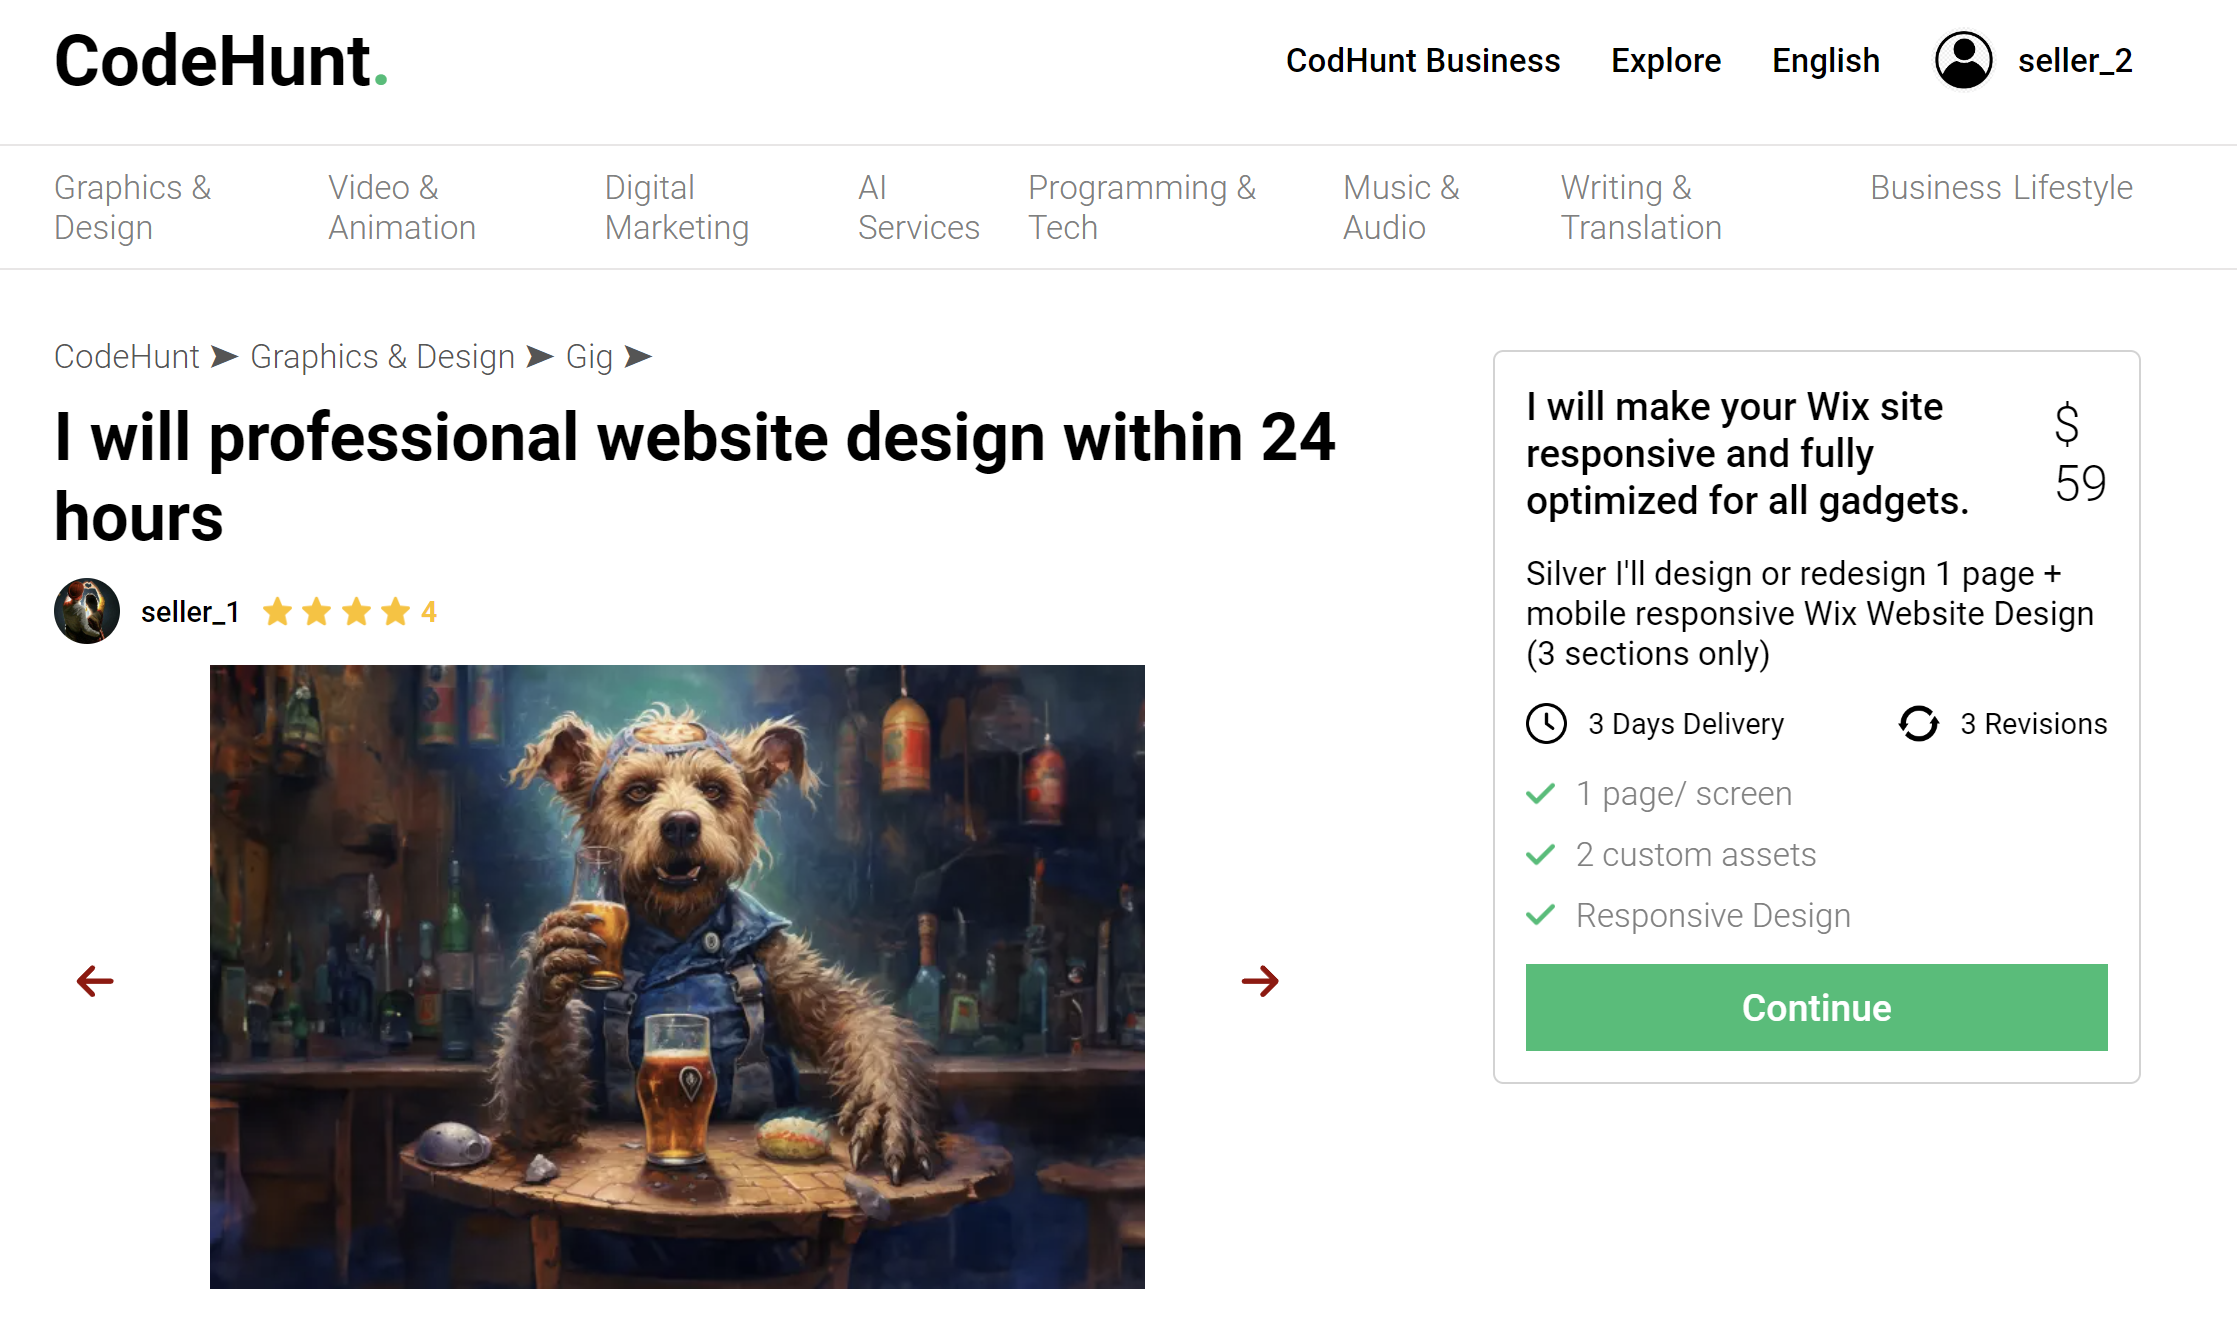 CodeHunt.
CodHunt Business
Explore
English
seller_2
Graphics &
Design
Video &
Animation
Digital
Marketing
AI
Services
Programming &
Tech
Music &
Audio
Writing &
Translation
Business
Lifestyle
CodeHunt ➤ Graphics & Design ➤ Gig ➤
I will professional website design within 24
hours
seller_1
4
I will make your Wix site
responsive and fully
optimized for all gadgets.
$
59
Silver I'll design or redesign 1 page +
mobile responsive Wix Website Design
(3 sections only)
3 Days Delivery
3 Revisions
1 page/ screen
2 custom assets
Responsive Design
Continue